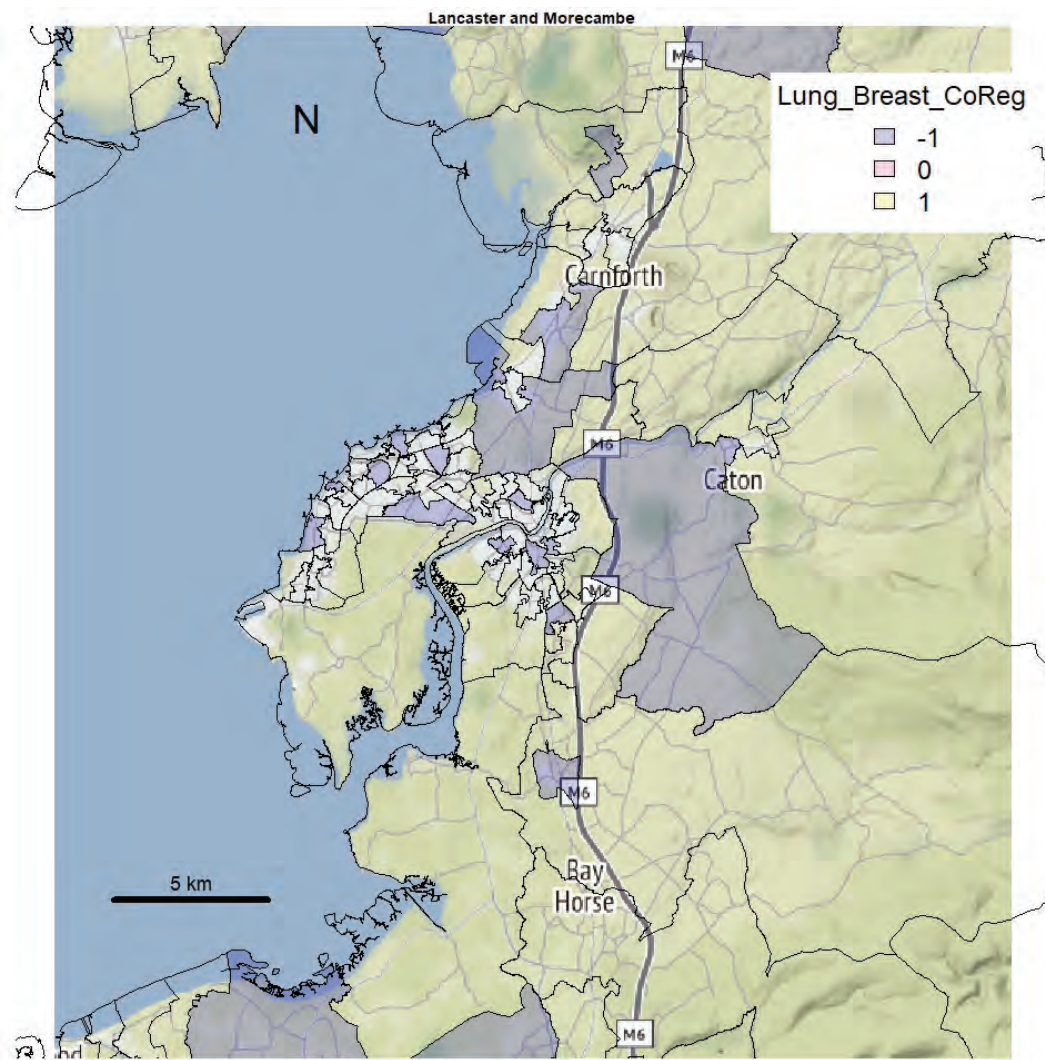 Lancaster and Morecambe
M6
N
Lung_Breast_CoReg
-1
0
1
Carnforth
M6
Caton
M6
M6
5 km
Bay
Horse
M6